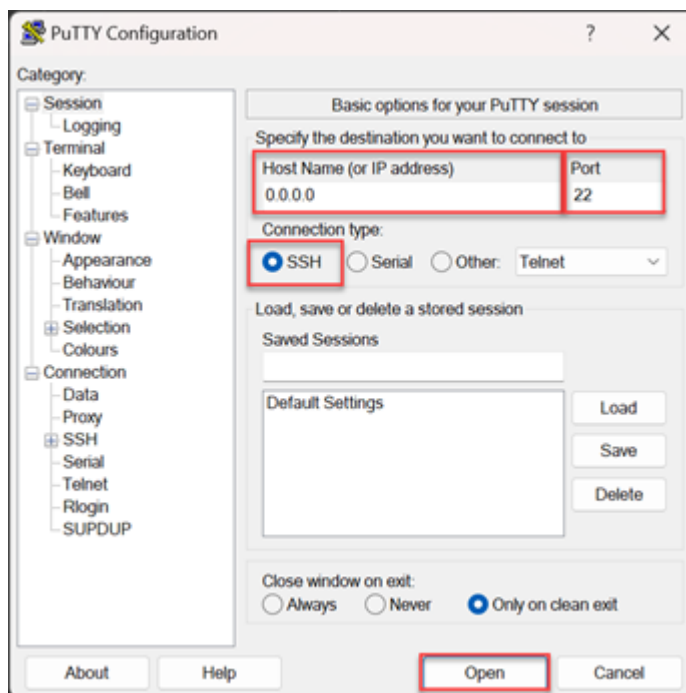 PuTTY Configuration
?
Category:
Session
Logging
Terminal
Keyboard
Bell
Features
Window
Appearance
Behaviour
Translation
Selection
Colours
Connection
Data
Proxy
SSH
Serial
Telnet
Rlogin
SUPDUP
Basic options for your PuTTY session
Specify the destination you want to connect to
Host Name (or IP address) Port
0.0.0.0 22
Connection type:
SSH Serial Other: Telnet
Load, save or delete a stored session
Saved Sessions
Default Settings
Load
Save
Delete
Close window on exit:
Always Never Only on clean exit
About Help Open Cancel